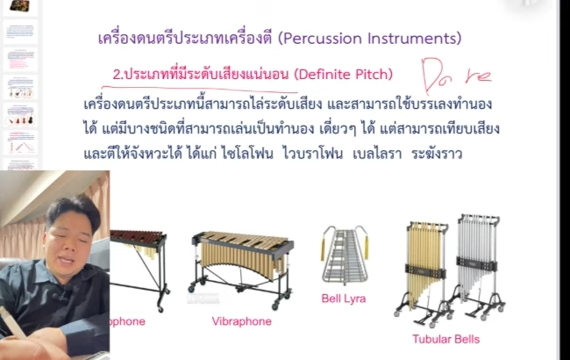 เครื่องดนตรีประเภทเครื่องตี (Percussion Instruments)
2.ประเภทที่มีระดับเสียงแน่นอน (Definite Pitch) Do re
เครื่องดนตรีประเภทนี้สามารถไล่ระดับเสียง และสามารถใช้บรรเลงทำนอง
ได้ แต่มีบางชนิดที่สามารถเล่นเป็นทำนอง เดี่ยวๆ ได้ แต่สามารถเทียบเสียง
และตีให้จังหวะได้ ได้แก่ ไซโลโฟน ไวบราโฟน เบลไลรา ระฆังราว
ophone
Vibraphone
Bell Lyra
Tubular Bells